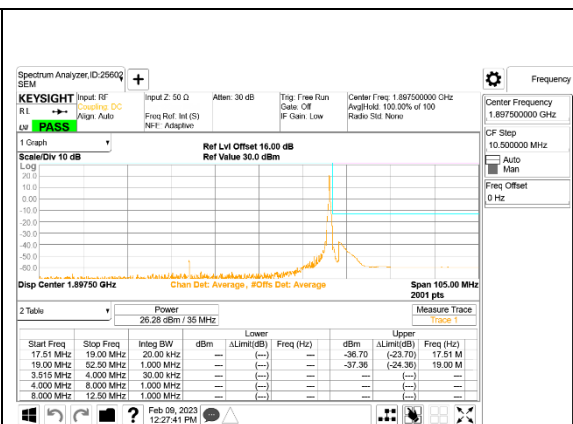 Spectrum Analyzer, ID:25602
SEM
+
Frequency
KEYSIGHT
RL
PASS
Input: RF
Coupling: DC
Align: Auto
Input Z: 50 Ω
Freq Ref: Int (S)
NFE: Adaptive
Atten: 30 dB
Trig: Free Run
Gate: Off
IF Gain: Low
Center Freq: 1.897500000 GHz
Avg|Hold: 100.00% of 100
Radio Std: None
Center Frequency
1.897500000 GHz
CF Step
10.500000 MHz
Auto
Man
Freq Offset
0 Hz
1 Graph
Scale/Div 10 dB
Ref Lvl Offset 16.00 dB
Ref Value 30.0 dBm
Log
20.0
10.0
0.00
-10.0
-20.0
-30.0
-40.0
-50.0
-60.0
Disp Center 1.89750 GHz
Chan Det: Average, #Offs Det: Average
Span 105.00 MHz
2001 pts
2 Table
Power
26.28 dBm / 35 MHz
Measure Trace
Trace 1
Lower Upper
Start Freq Stop Freq Integ BW dBm ΔLimit(dB) Freq (Hz) dBm ΔLimit(dB) Freq (Hz)
17.51 MHz 19.00 MHz 20.00 kHz --- (---) --- -36.70 (-23.70) 17.51 M
19.00 MHz 52.50 MHz 1.000 MHz --- (---) --- -37.36 (-24.36) 19.00 M
3.515 MHz 4.000 MHz 30.00 kHz --- (---) --- --- (---) ---
4.000 MHz 8.000 MHz 1.000 MHz --- (---) --- --- (---) ---
8.000 MHz 12.50 MHz 1.000 MHz --- (---) --- --- (---) ---
?
Feb 09, 2023
12:27:41 PM